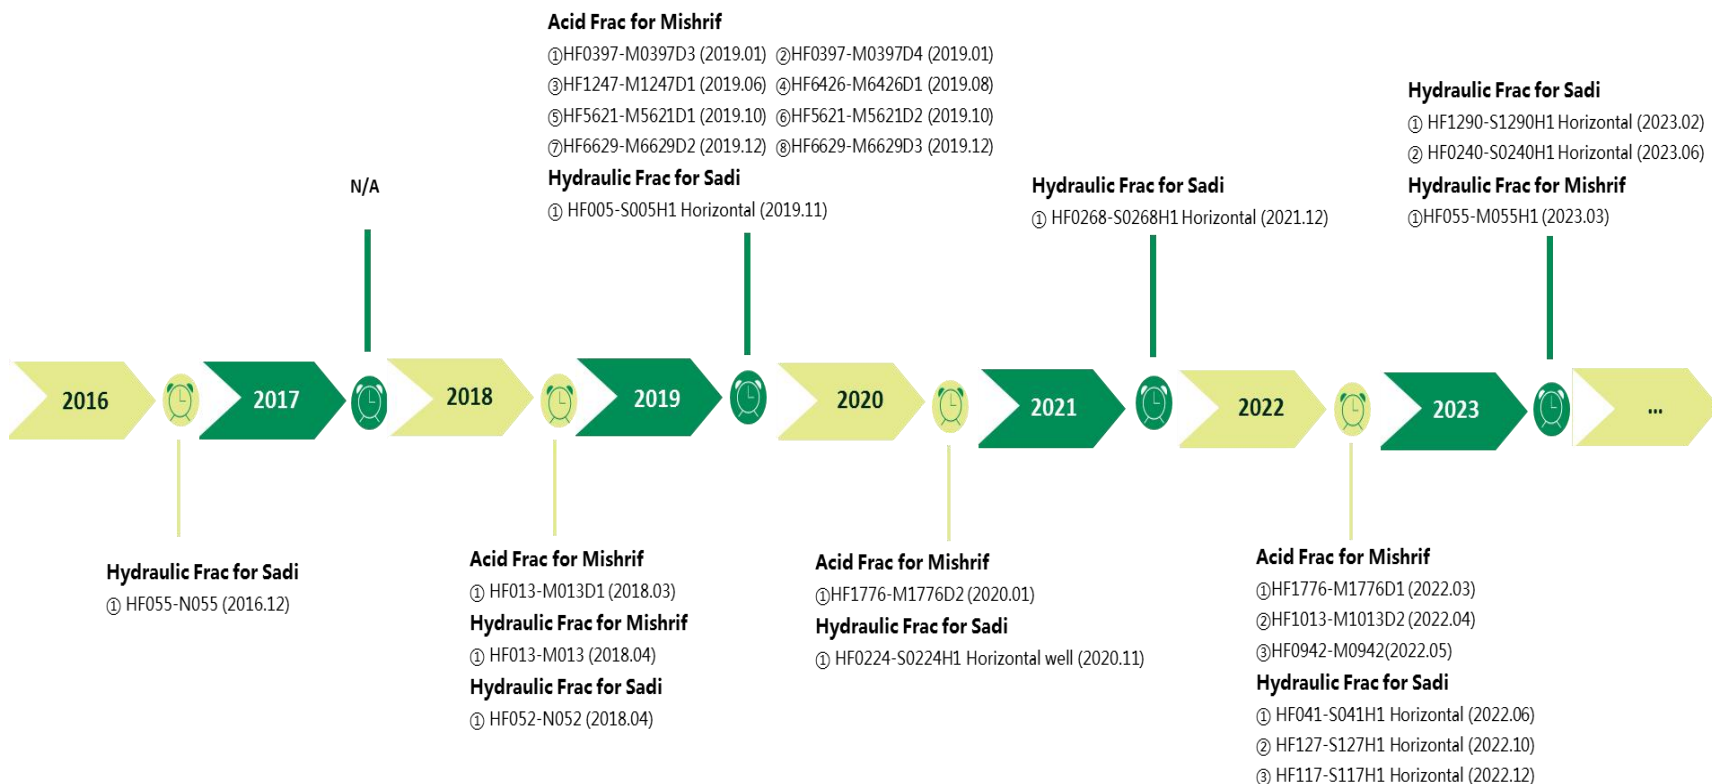 Acid Frac for Mishrif
①HF0397-M0397D3 (2019.01) ②HF0397-M0397D4 (2019.01)
③HF1247-M1247D1 (2019.06) ④HF6426-M6426D1 (2019.08)
⑤HF5621-M5621D1 (2019.10) ⑥HF5621-M5621D2 (2019.10)
⑦HF6629-M6629D2 (2019.12) ⑧HF6629-M6629D3 (2019.12)
Hydraulic Frac for Sadi
① HF005-S005H1 Horizontal (2019.11)
N/A
Hydraulic Frac for Sadi
① HF0268-S0268H1 Horizontal (2021.12)
Hydraulic Frac for Sadi
① HF1290-S1290H1 Horizontal (2023.02)
② HF0240-S0240H1 Horizontal (2023.06)
Hydraulic Frac for Mishrif
①HF055-M055H1 (2023.03)
2016
2017
2018
2019
2020
2021
2022
2023
...
Hydraulic Frac for Sadi
① HF055-N055 (2016.12)
Acid Frac for Mishrif
① HF013-M013D1 (2018.03)
Hydraulic Frac for Mishrif
① HF013-M013 (2018.04)
Hydraulic Frac for Sadi
① HF052-N052 (2018.04)
Acid Frac for Mishrif
①HF1776-M1776D2 (2020.01)
Hydraulic Frac for Sadi
① HF0224-S0224H1 Horizontal well (2020.11)
Acid Frac for Mishrif
①HF1776-M1776D1 (2022.03)
②HF1013-M1013D2 (2022.04)
③HF0942-M0942(2022.05)
Hydraulic Frac for Sadi
① HF041-S041H1 Horizontal (2022.06)
② HF127-S127H1 Horizontal (2022.10)
③ HF117-S117H1 Horizontal (2022.12)